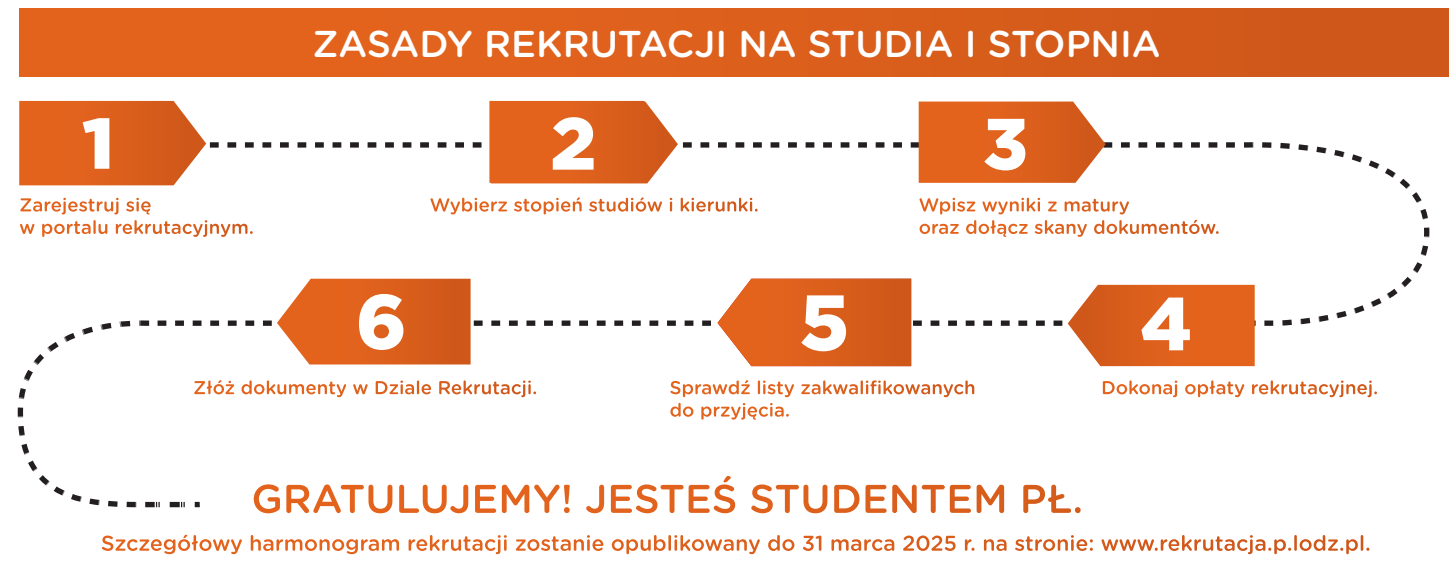 ZASADY REKRUTACJI NA STUDIA I STOPNIA
1
Zarejestruj się
w portalu rekrutacyjnym.
2
Wybierz stopień studiów i kierunki.
3
Wpisz wyniki z matury
oraz dołącz skany dokumentów.
4
Dokonaj opłaty rekrutacyjnej.
5
Sprawdź listy zakwalifikowanych
do przyjęcia.
6
Złóż dokumenty w Dziale Rekrutacji.
GRATULUJEMY! JESTEŚ STUDENTEM PŁ.
Szczegółowy harmonogram rekrutacji zostanie opublikowany do 31 marca 2025 r. na stronie: www.rekrutacja.p.lodz.pl.